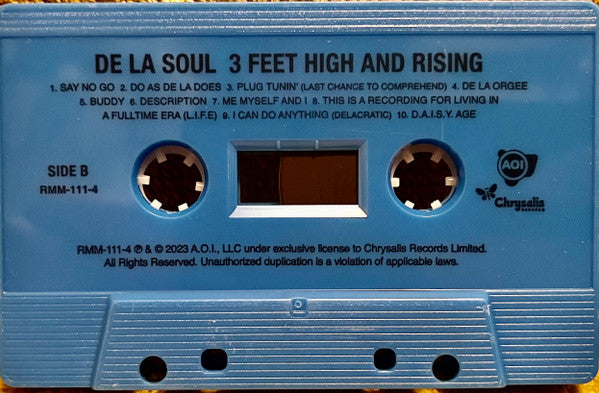 DE LA SOUL 3 FEET HIGH AND RISING
1. SAY NO GO 2. DO AS DE LA DOES 3. PLUG TUNIN' (LAST CHANCE TO COMPREHEND) 4. DE LA ORGEE
5. BUDDY 6. DESCRIPTION 7. ME MYSELF AND I 8. THIS IS A RECORDING FOR LIVING IN
A FULLTIME ERA (L.I.F.E) 9. I CAN DO ANYTHING (DELACRATIC) 10. D.A.I.S.Y. AGE
SIDE B
RMM-111-4
AOI
Chrysalis
RECORDS
RMM-111-4 ℗ & © 2023 A.O.I., LLC under exclusive license to Chrysalis Records Limited.
All Rights Reserved. Unauthorized duplication is a violation of applicable laws.